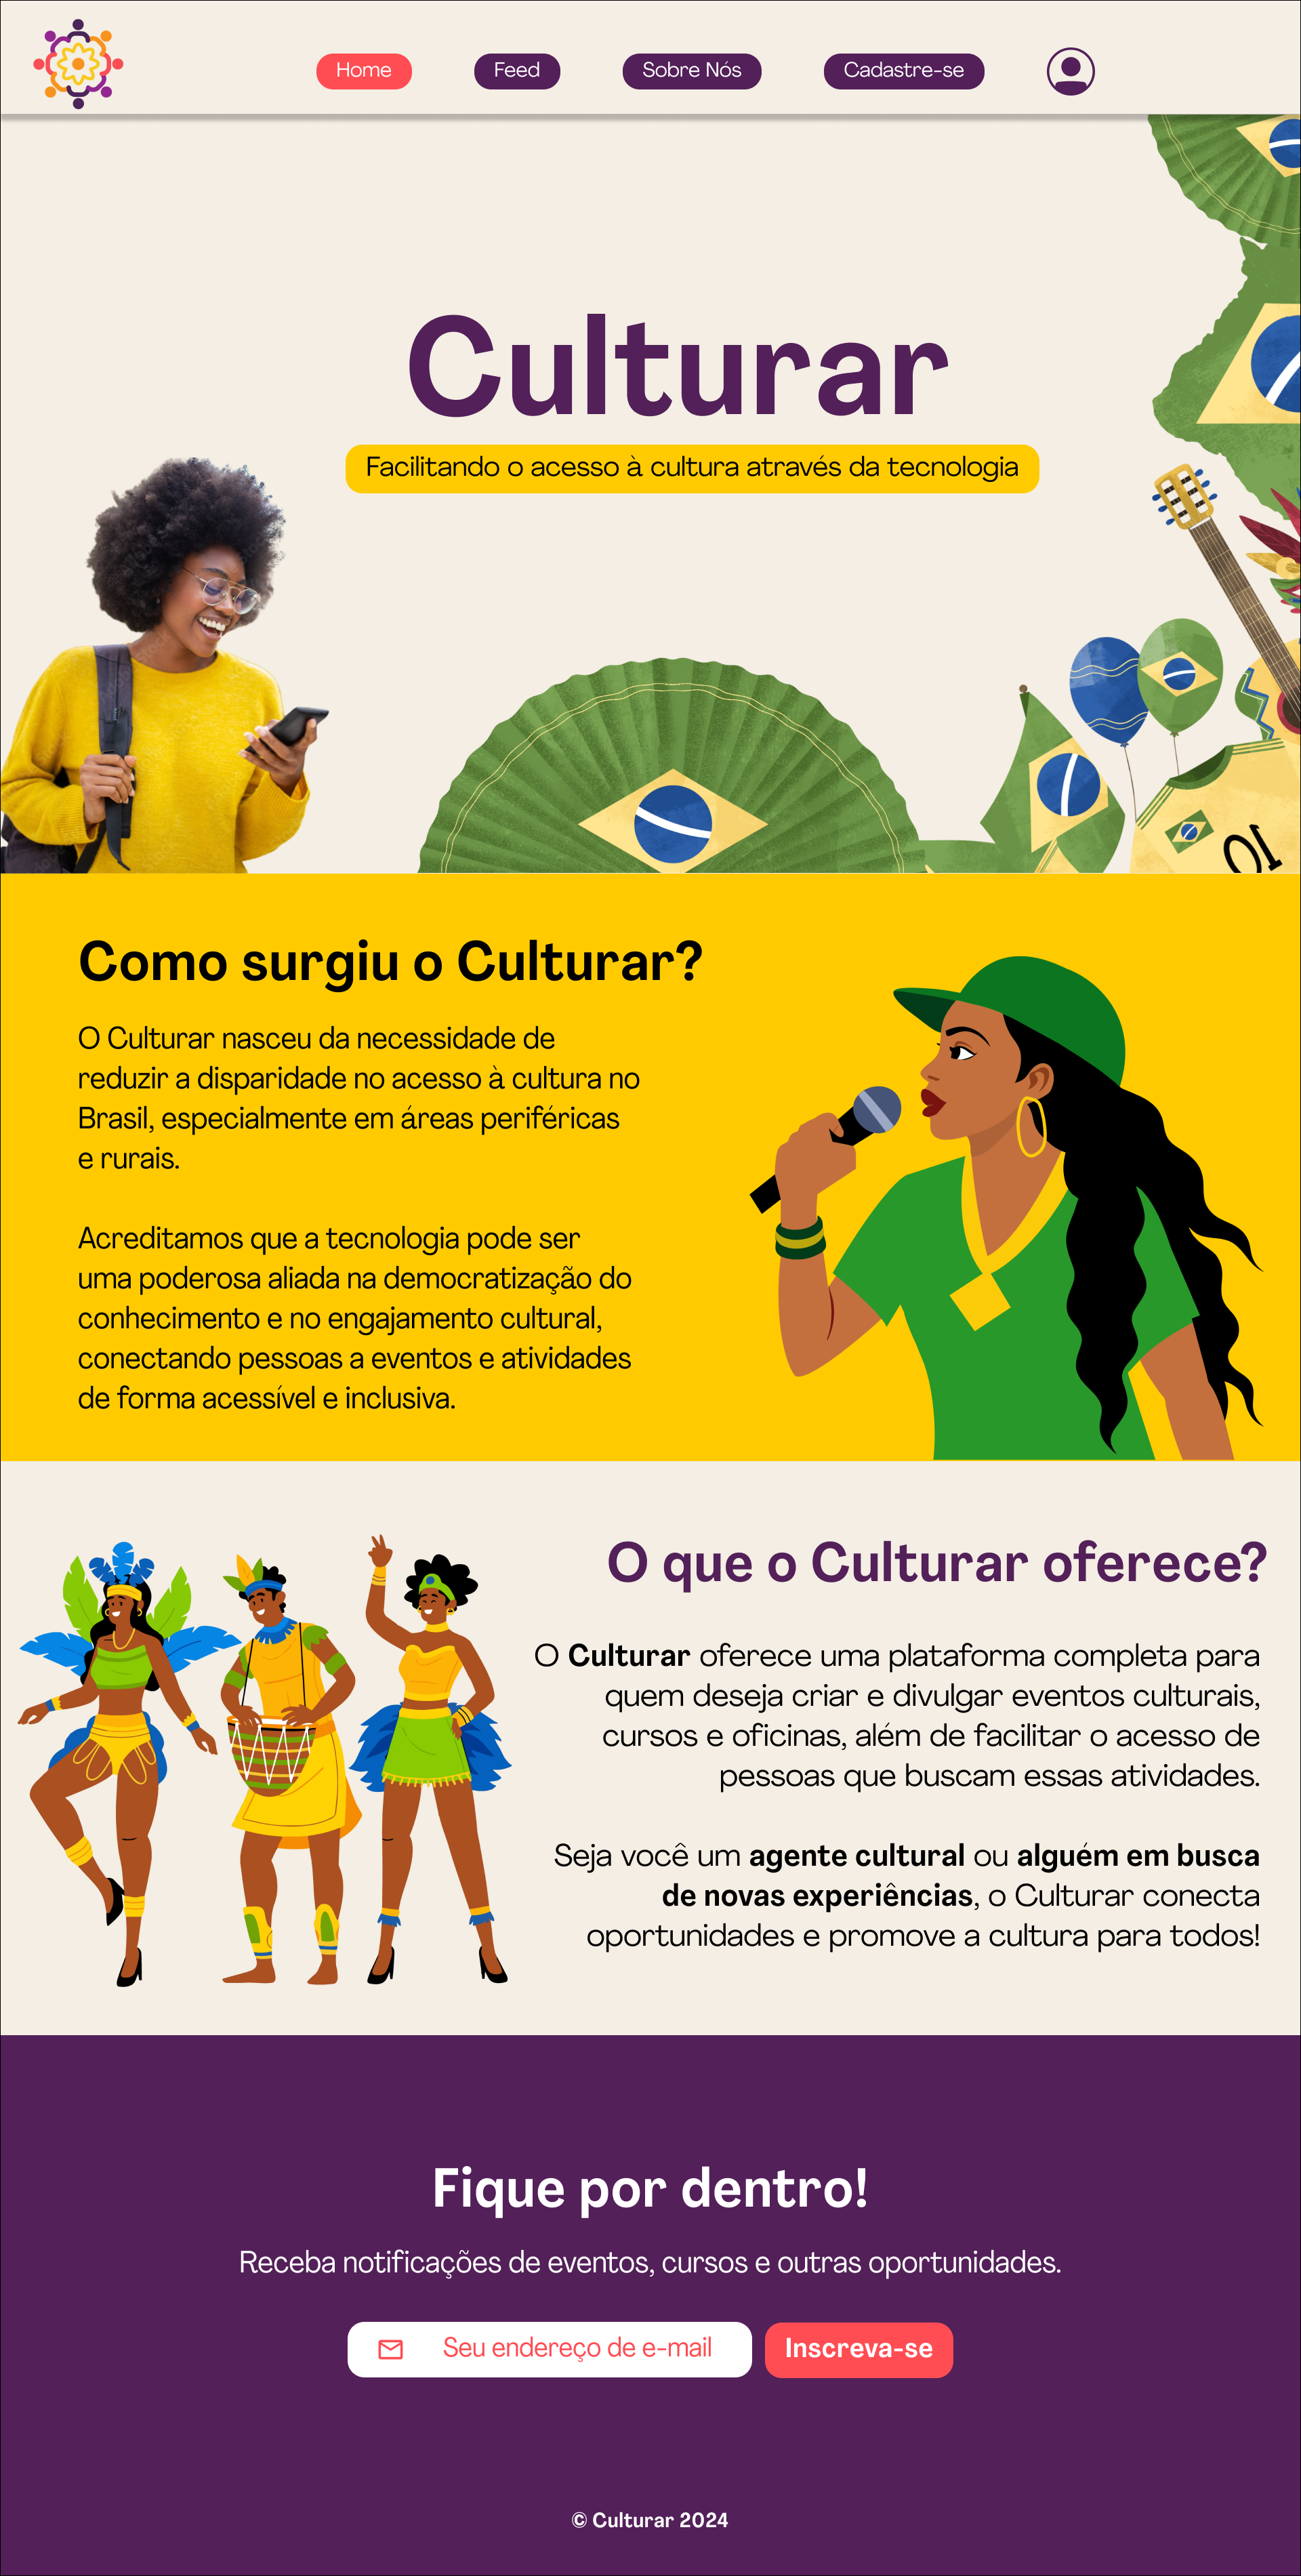 Home
Feed
Sobre Nós
Cadastre-se
Culturar
Facilitando o acesso à cultura através da tecnologia
10
Como surgiu o Culturar?
O Culturar nasceu da necessidade de
reduzir a disparidade no acesso à cultura no
Brasil, especialmente em áreas periféricas
e rurais.
Acreditamos que a tecnologia pode ser
uma poderosa aliada na democratização do
conhecimento e no engajamento cultural,
conectando pessoas a eventos e atividades
de forma acessível e inclusiva.
O que o Culturar oferece?
O Culturar oferece uma plataforma completa para
quem deseja criar e divulgar eventos culturais,
cursos e oficinas, além de facilitar o acesso de
pessoas que buscam essas atividades.
Seja você um agente cultural ou alguém em busca
de novas experiências, o Culturar conecta
oportunidades e promove a cultura para todos!
Fique por dentro!
Receba notificações de eventos, cursos e outras oportunidades.
Seu endereço de e-mail
Inscreva-se
© Culturar 2024